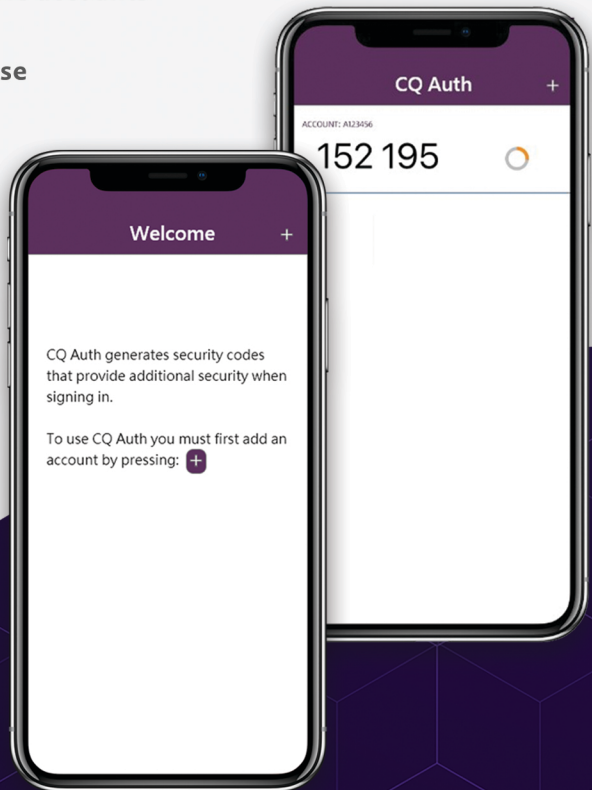 se
CQ Auth +
ACCOUNT: A123456
152 195
Welcome +
CQ Auth generates security codes
that provide additional security when
signing in.
To use CQ Auth you must first add an
account by pressing: +